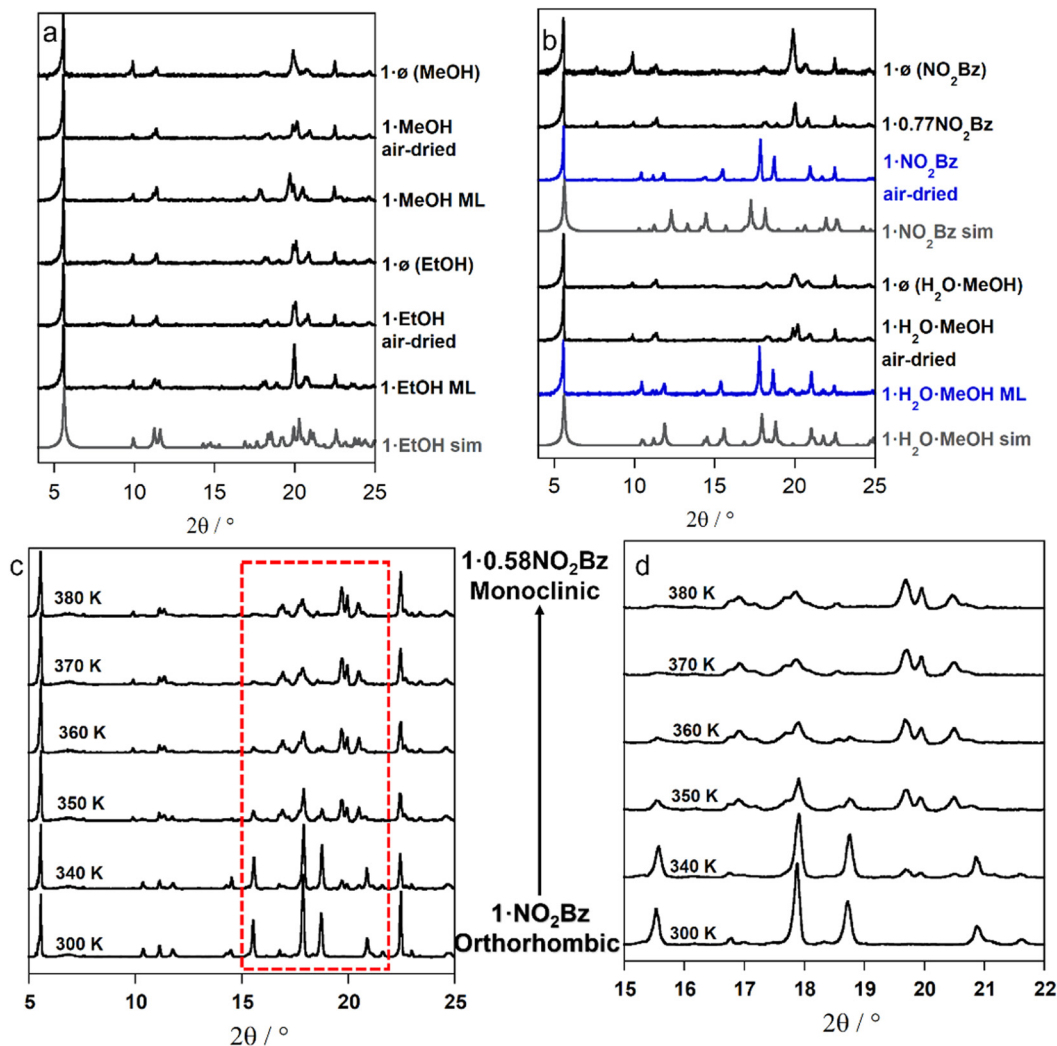 a
1·ø (MeOH)
1·MeOH
air-dried
1·MeOH ML
1·ø (EtOH)
1·EtOH
air-dried
1·EtOH ML
1·EtOH sim
5 10 15 20 25
2θ / °
b
1·ø (NO₂Bz)
1·0.77NO₂Bz
1·NO₂Bz
air-dried
1·NO₂Bz sim
1·ø (H₂O·MeOH)
1·H₂O·MeOH
air-dried
1·H₂O·MeOH ML
1·H₂O·MeOH sim
5 10 15 20 25
2θ / °
c
380 K
370 K
360 K
350 K
340 K
300 K
5 10 15 20 25
2θ / °
1·0.58NO₂Bz
Monoclinic
1·NO₂Bz
Orthorhombic
d
380 K
370 K
360 K
350 K
340 K
300 K
15 16 17 18 19 20 21 22
2θ / °